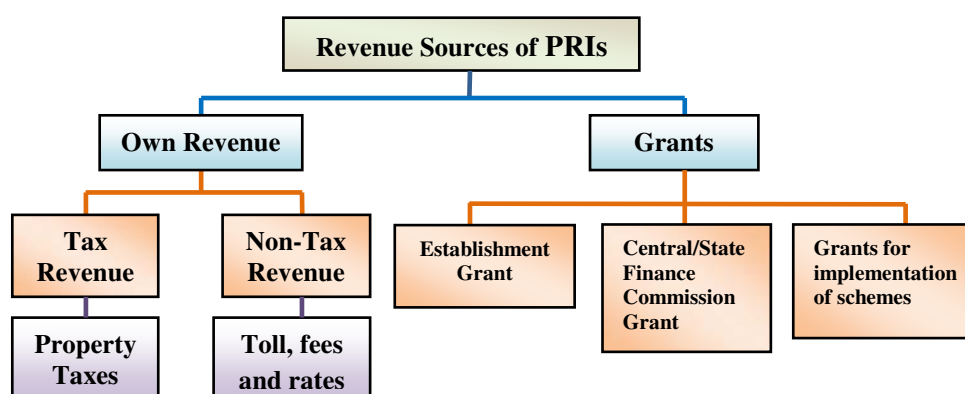 Revenue Sources of PRIs
Own Revenue
Grants
Tax
Revenue
Non-Tax
Revenue
Establishment
Grant
Central/State
Finance
Commission
Grant
Grants for
implementation
of schemes
Property
Taxes
Toll, fees
and rates